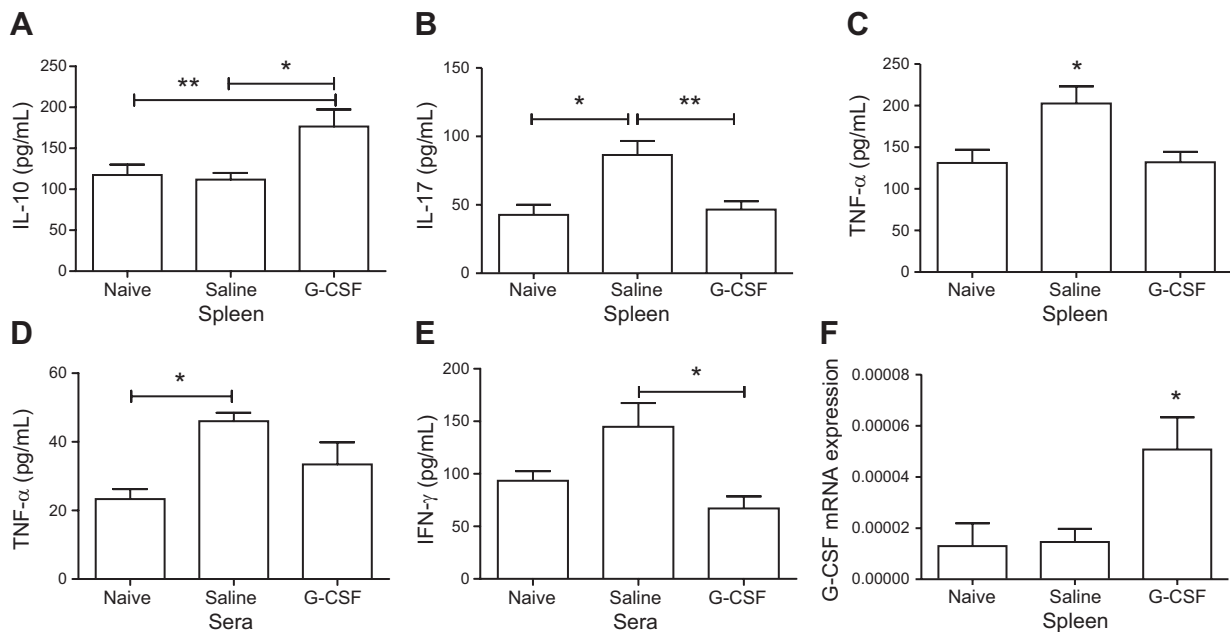 A
IL-10 (pg/mL)
250
200
150
100
50
0
**
*
Naive Saline G-CSF
Spleen
B
IL-17 (pg/mL)
150
100
50
0
*
**
Naive Saline G-CSF
Spleen
C
TNF-α (pg/mL)
250
200
150
100
50
0
*
Naive Saline G-CSF
Spleen
D
TNF-α (pg/mL)
60
40
20
0
*
Naive Saline G-CSF
Sera
E
IFN-γ (pg/mL)
200
150
100
50
0
*
Naive Saline G-CSF
Sera
F
G-CSF mRNA expression
0.00008
0.00006
0.00004
0.00002
0.00000
*
Naive Saline G-CSF
Spleen